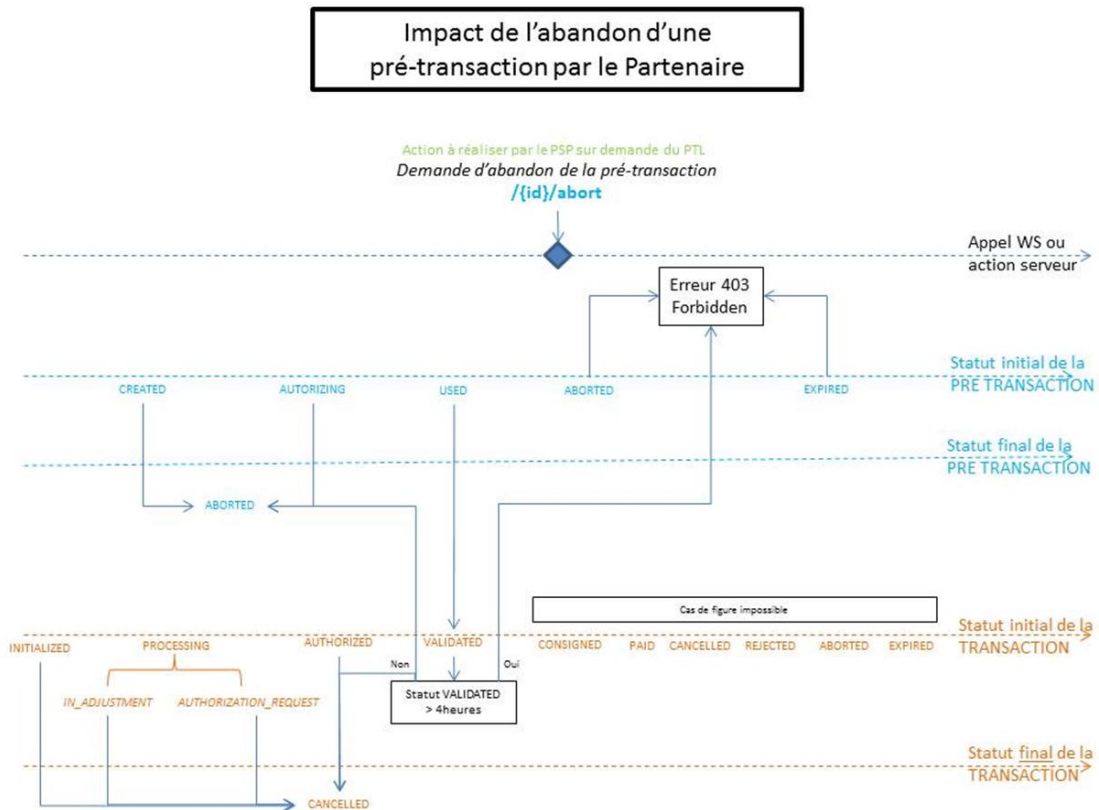 Impact de l'abandon d'une
pré-transaction par le Partenaire
Action à réaliser par le PSP sur demande du PTL
Demande d'abandon de la pré-transaction
/{id}/abort
Appel WS ou
action serveur
Erreur 403
Forbidden
Statut initial de la
PRE TRANSACTION
CREATED
AUTORIZING
USED
ABORTED
EXPIRED
Statut final de la
PRE TRANSACTION
ABORTED
Cas de figure impossible
Statut initial de la
TRANSACTION
INITIALIZED
PROCESSING
AUTHORIZED
VALIDATED
CONSIGNED
PAID
CANCELLED
REJECTED
ABORTED
EXPIRED
Non
Oui
IN_ADJUSTMENT
AUTHORIZATION_REQUEST
Statut VALIDATED
> 4heures
Statut final de la
TRANSACTION
CANCELLED